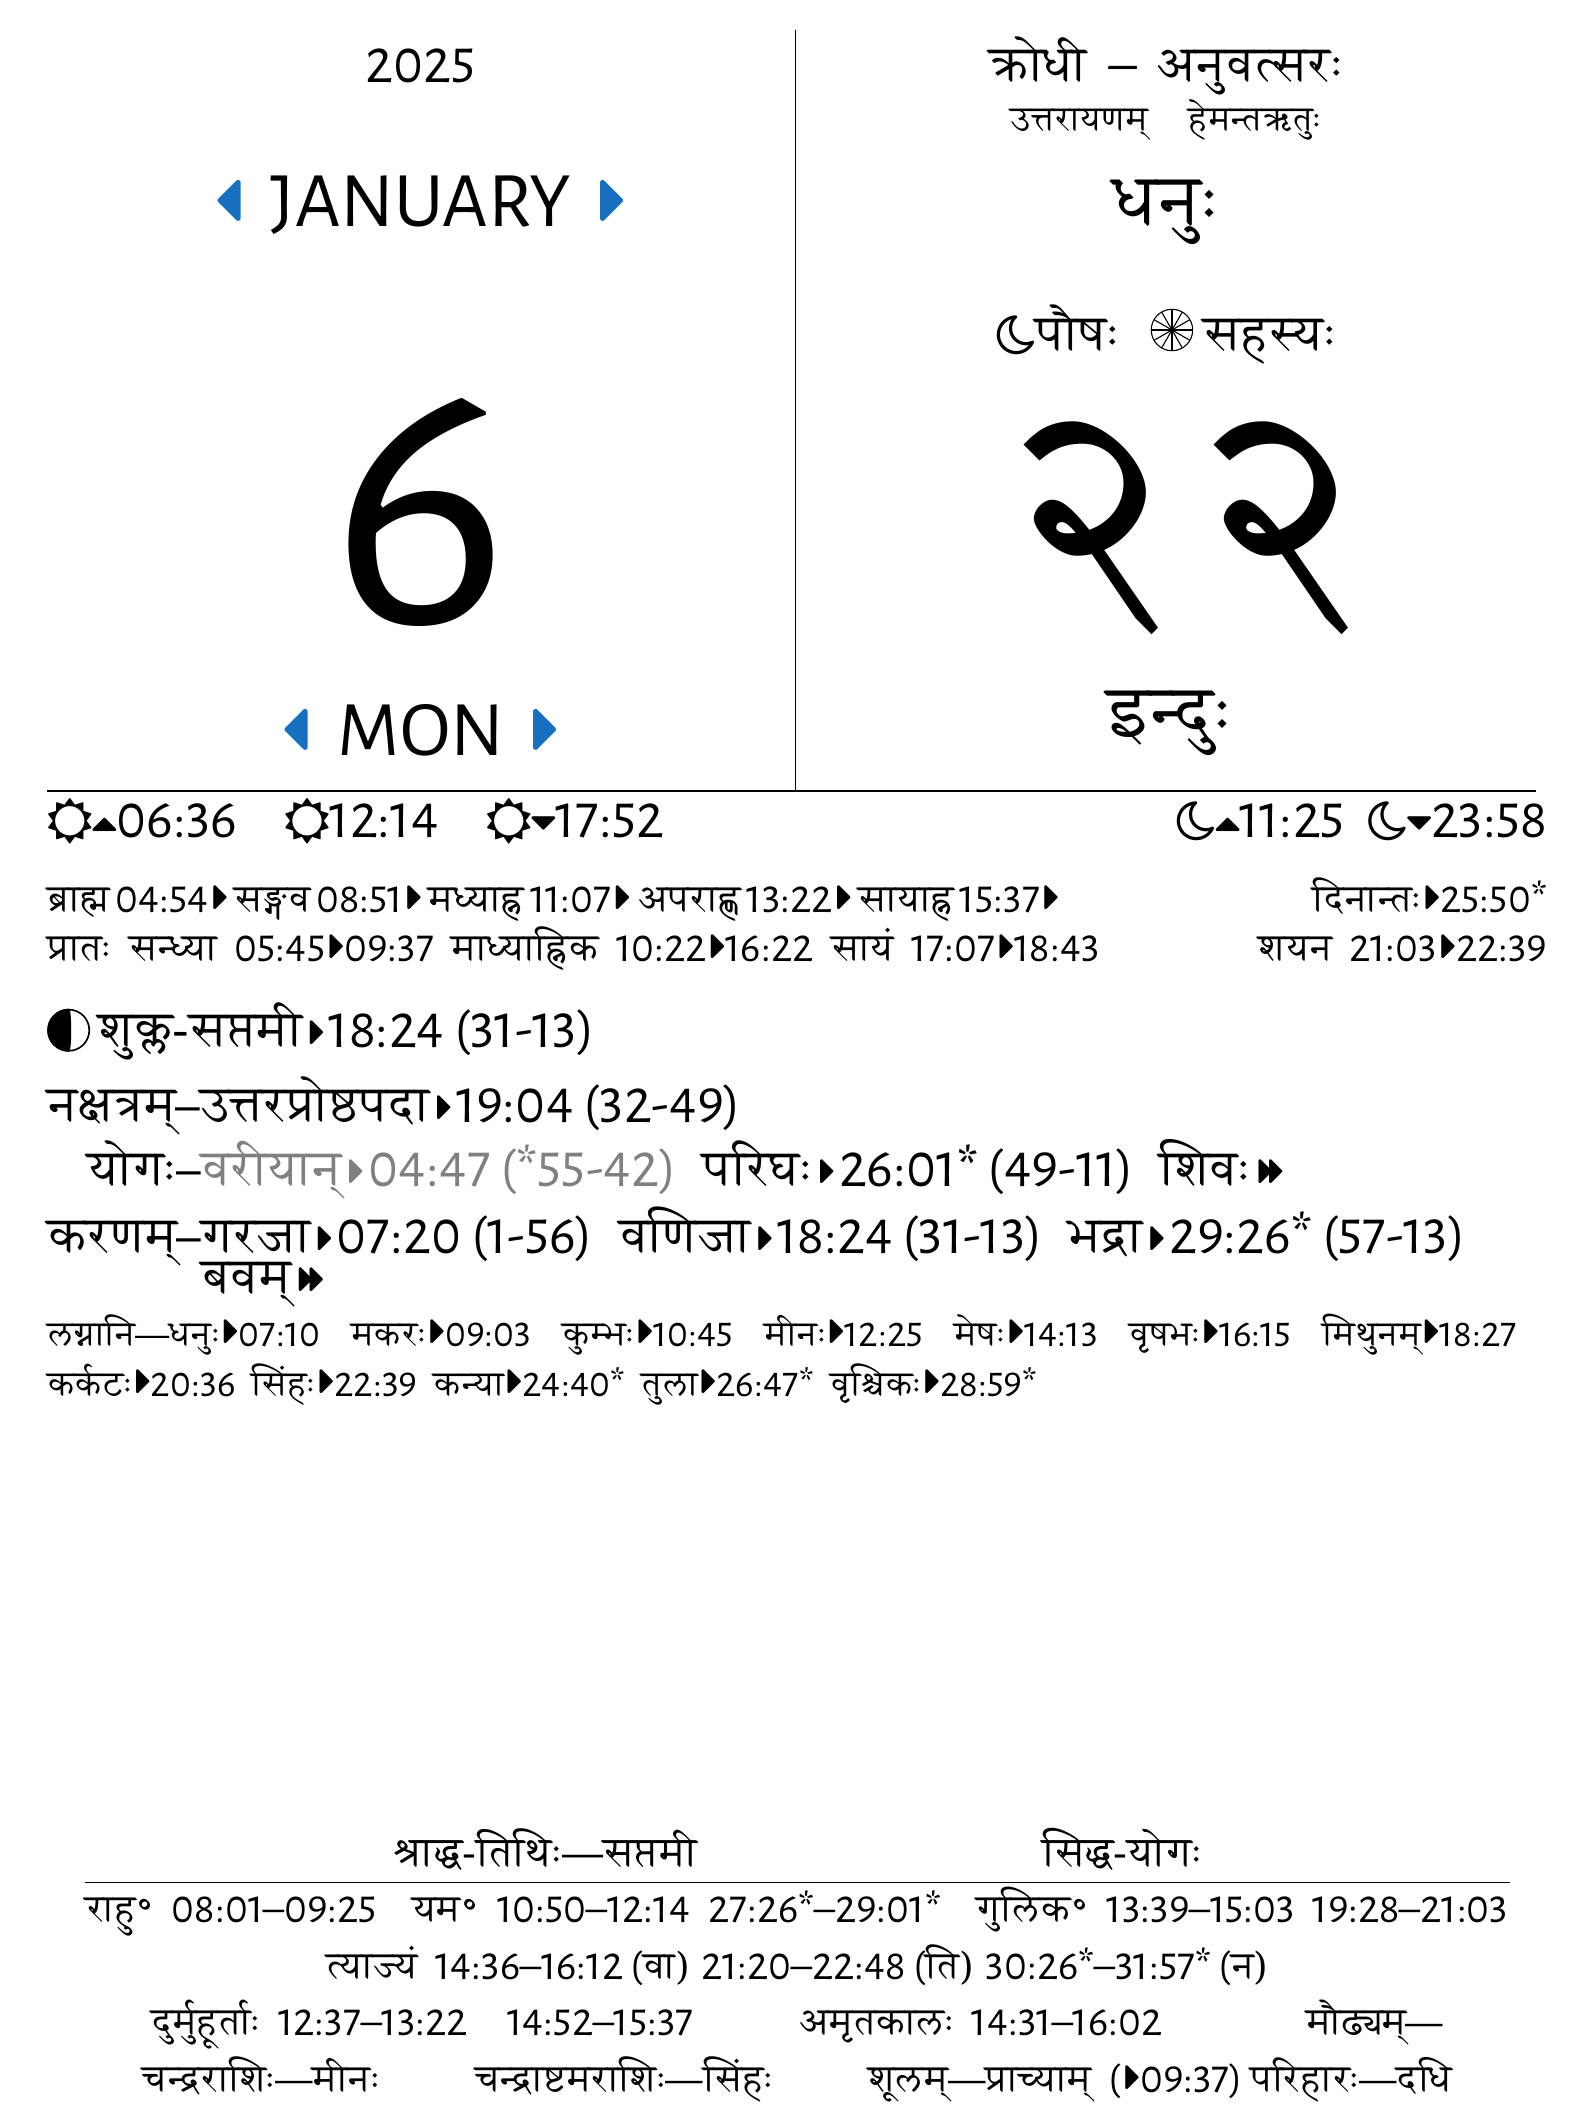 2025
JANUARY
6
MON
क्रोधी – अनुवत्सरः
उत्तरायणम् हेमन्तऋतुः
धनुः
पौषः सहस्यः
२२
इन्दुः
06:36 12:14 17:52 11:25 23:58
ब्राह्म 04:54 सङ्गव 08:51 मध्याह्न 11:07 अपराह्ण 13:22 सायाह्न 15:37 दिनान्तः 25:50*
प्रातः सन्ध्या 05:45 09:37 माध्याह्निक 10:22 16:22 सायं 17:07 18:43 शयन 21:03 22:39
शुक्ल-सप्तमी 18:24 (31-13)
नक्षत्रम्–उत्तरप्रोष्ठपदा 19:04 (32-49)
योगः–वरीयान् 04:47 (*55-42) परिघः 26:01* (49-11) शिवः
करणम्–गरजा 07:20 (1-56) वणिजा 18:24 (31-13) भद्रा 29:26* (57-13)
बवम्
लग्नानि—धनुः 07:10 मकरः 09:03 कुम्भः 10:45 मीनः 12:25 मेषः 14:13 वृषभः 16:15 मिथुनम् 18:27
कर्कटः 20:36 सिंहः 22:39 कन्या 24:40* तुला 26:47* वृश्चिकः 28:59*
श्राद्ध-तिथिः—सप्तमी सिद्ध-योगः
राहु॰ 08:01–09:25 यम॰ 10:50–12:14 27:26*–29:01* गुलिक॰ 13:39–15:03 19:28–21:03
त्याज्यं 14:36–16:12 (वा) 21:20–22:48 (ति) 30:26*–31:57* (न)
दुर्मुहूर्ताः 12:37–13:22 14:52–15:37 अमृतकालः 14:31–16:02 मौढ्यम्—
चन्द्रराशिः—मीनः चन्द्राष्टमराशिः—सिंहः शूलम्—प्राच्याम् (09:37) परिहारः—दधि